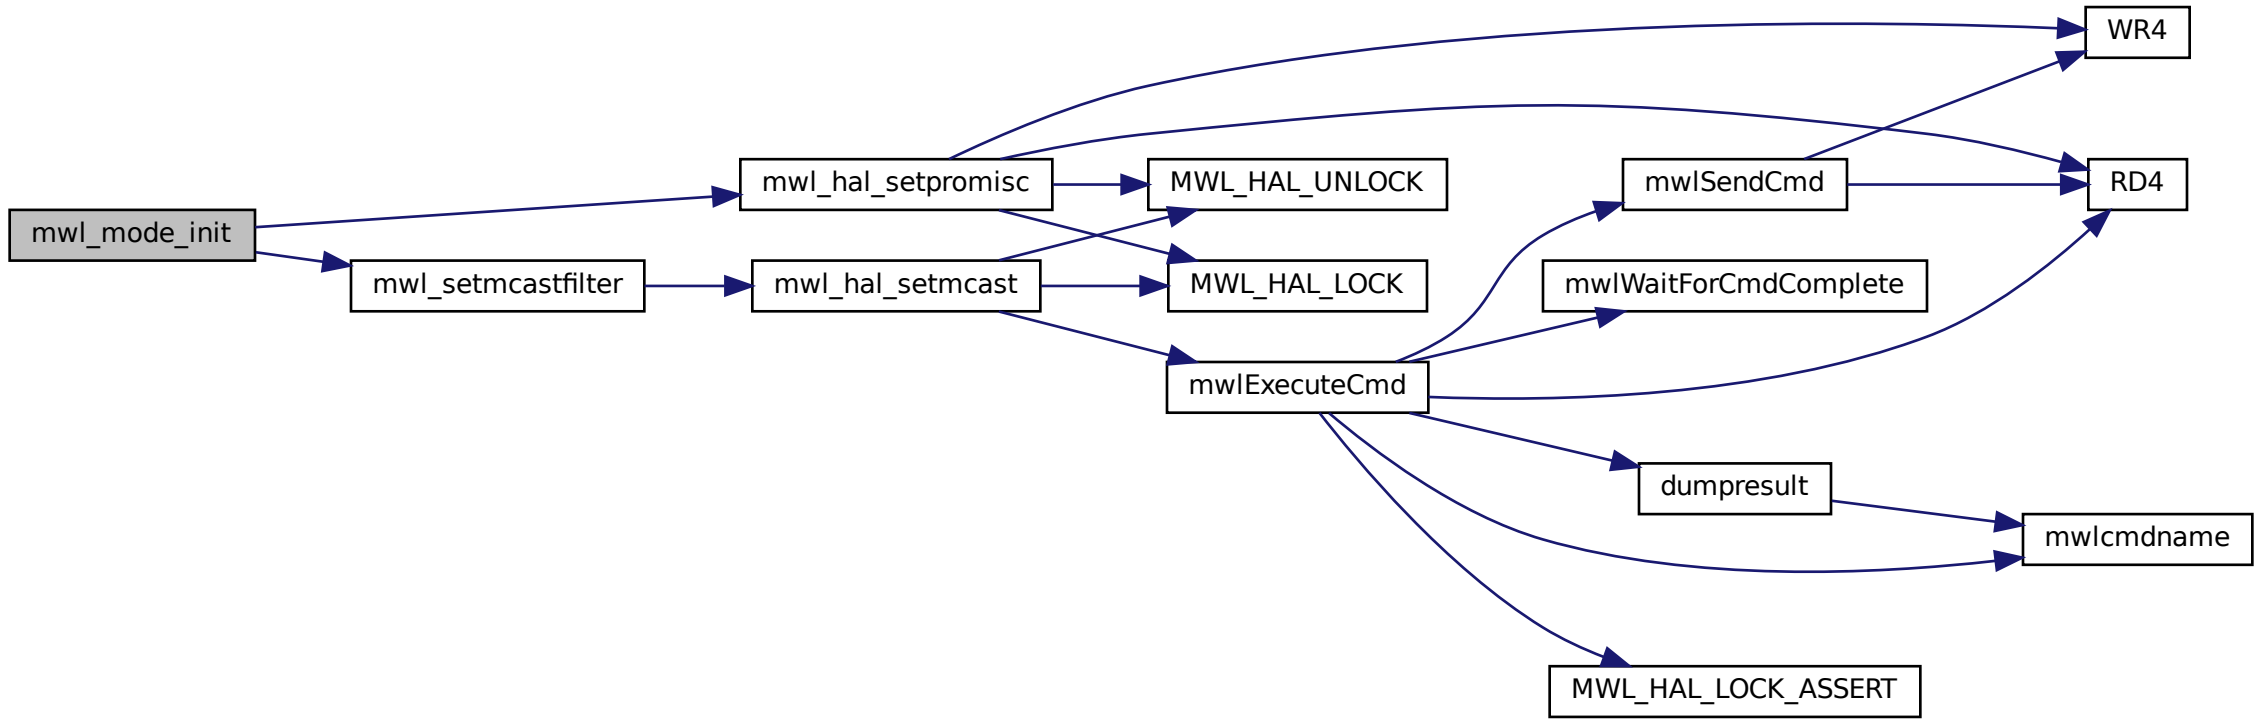 WR4
mwl_hal_setpromisc
MWL_HAL_UNLOCK
mwlSendCmd
RD4
mwl_mode_init
mwl_setmcastfilter
mwl_hal_setmcast
MWL_HAL_LOCK
mwlWaitForCmdComplete
mwlExecuteCmd
dumpresult
mwlcmdname
MWL_HAL_LOCK_ASSERT